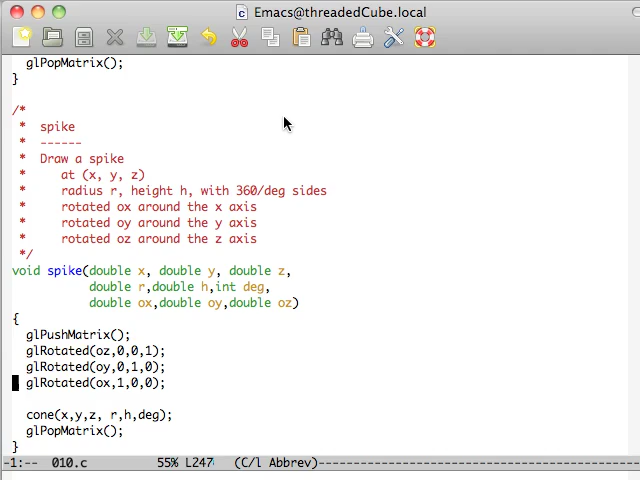 Emacs@threadedCube.local
glPopMatrix();
}
/*
*  spike
*  ------
*  Draw a spike
*     at (x, y, z)
*     radius r, height h, with 360/deg sides
*     rotated ox around the x axis
*     rotated oy around the y axis
*     rotated oz around the z axis
*/
void spike(double x, double y, double z,
double r,double h,int deg,
double ox,double oy,double oz)
{
glPushMatrix();
glRotated(oz,0,0,1);
glRotated(oy,0,1,0);
glRotated(ox,1,0,0);
cone(x,y,z, r,h,deg);
glPopMatrix();
}
-1:--  010.c          55% L247   (C/l Abbrev)--------------------------------------------